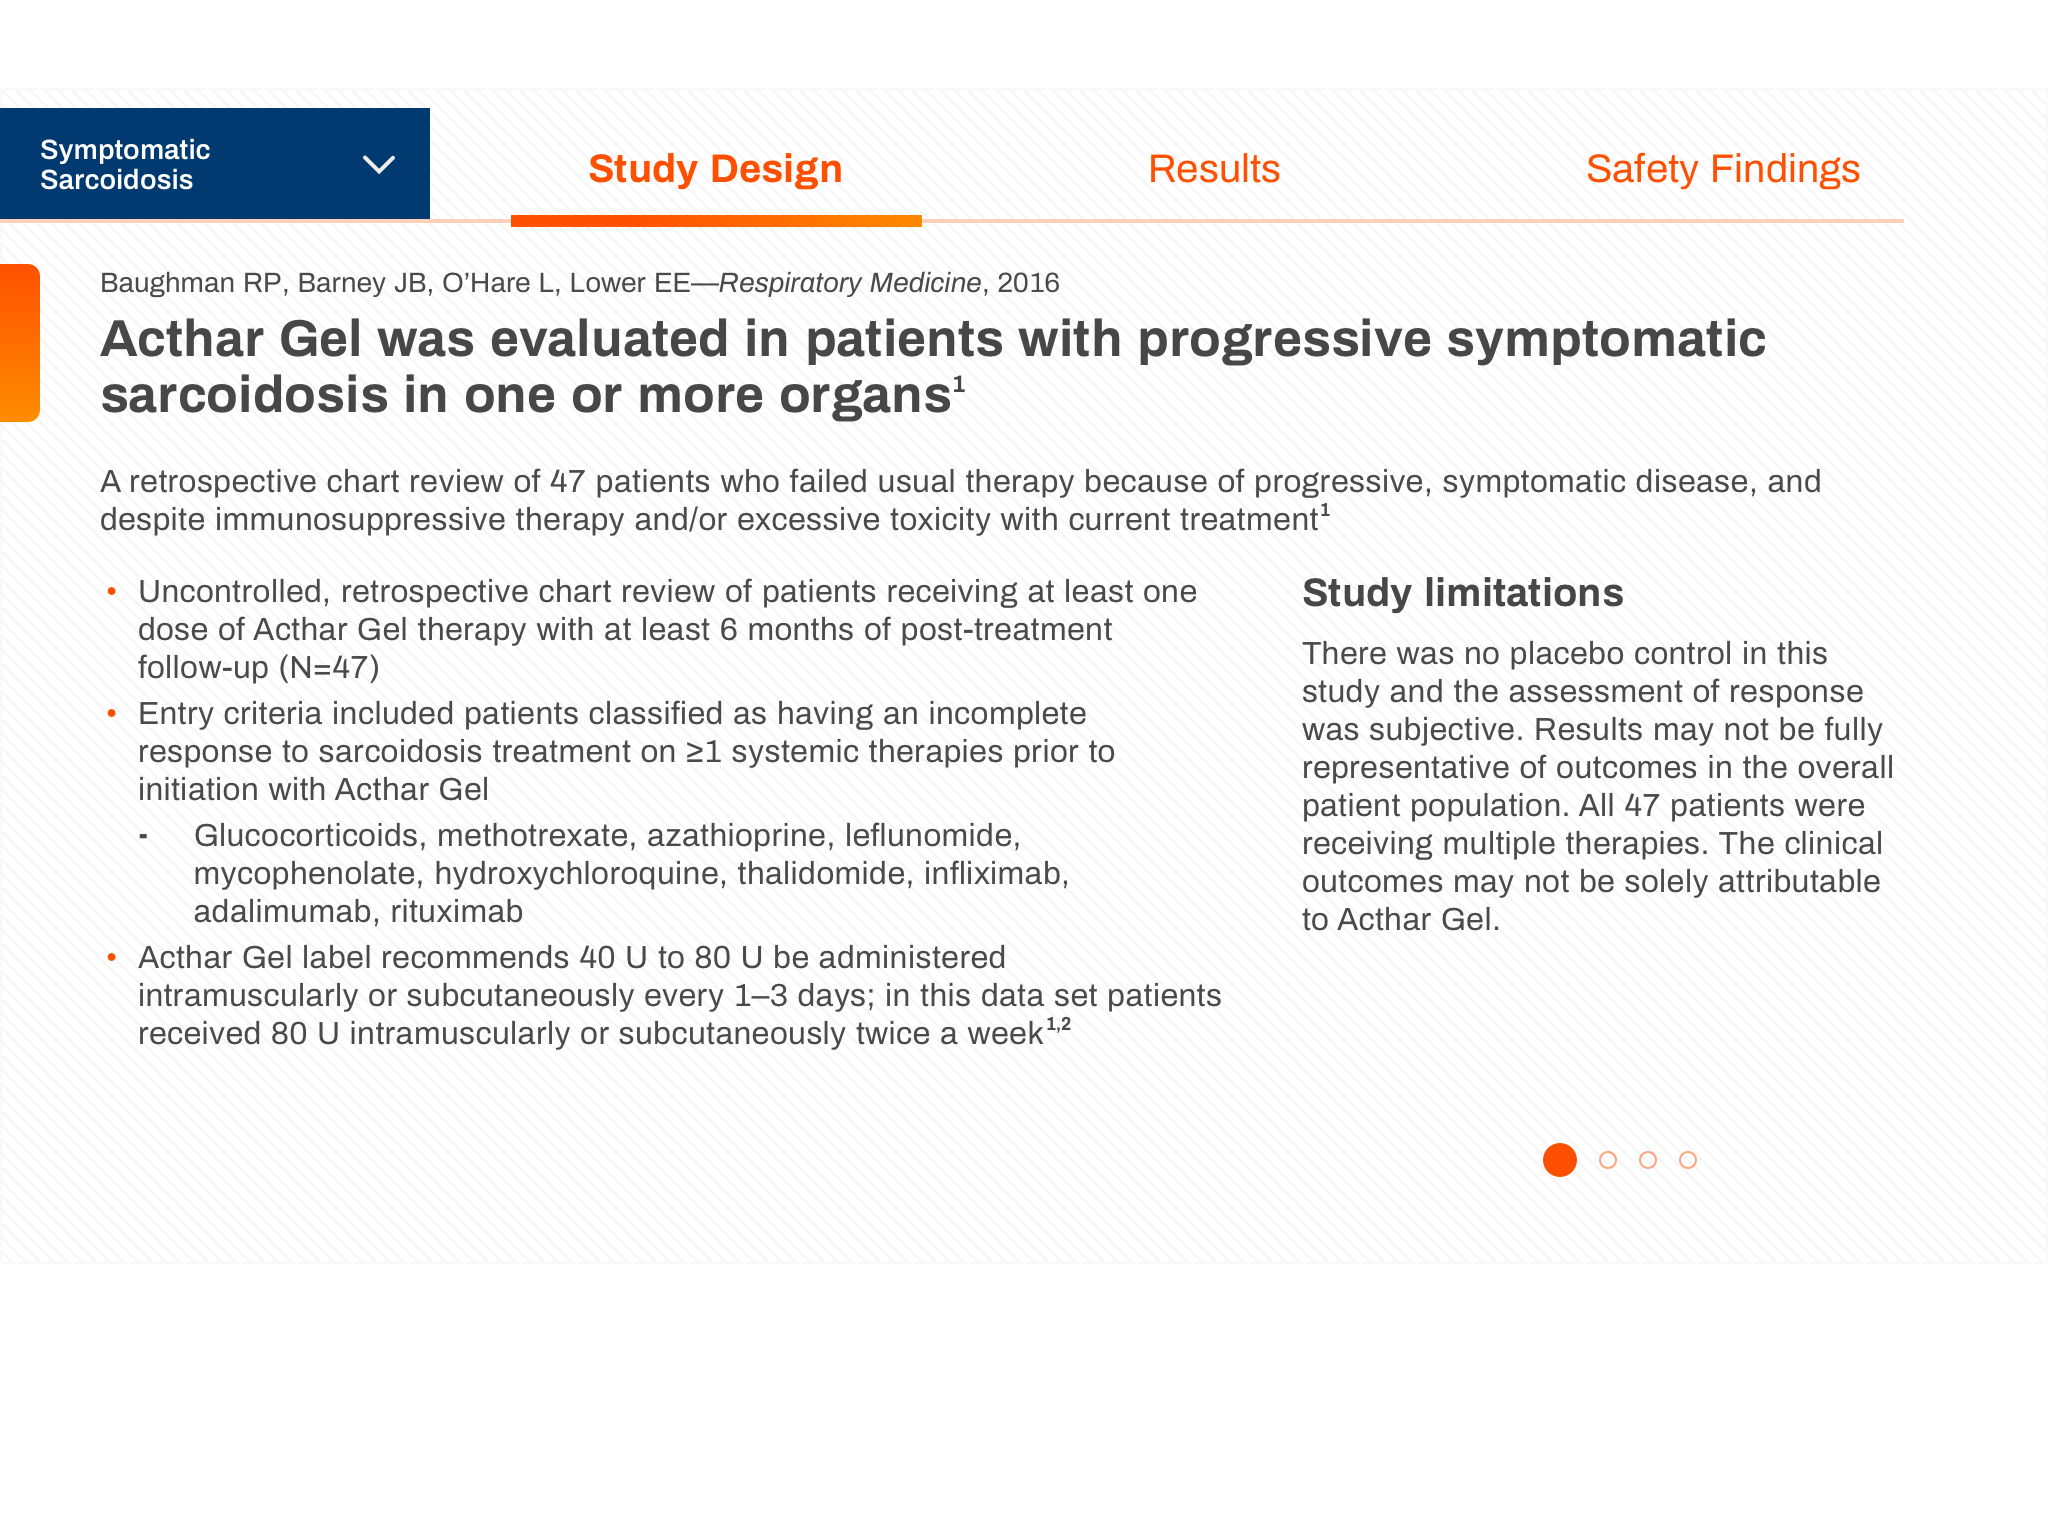 Symptomatic
Sarcoidosis
Study Design
Results
Safety Findings
Baughman RP, Barney JB, O’Hare L, Lower EE—Respiratory Medicine, 2016
Acthar Gel was evaluated in patients with progressive symptomatic
sarcoidosis in one or more organs¹
A retrospective chart review of 47 patients who failed usual therapy because of progressive, symptomatic disease, and
despite immunosuppressive therapy and/or excessive toxicity with current treatment¹
• Uncontrolled, retrospective chart review of patients receiving at least one
dose of Acthar Gel therapy with at least 6 months of post-treatment
follow-up (N=47)
• Entry criteria included patients classified as having an incomplete
response to sarcoidosis treatment on ≥1 systemic therapies prior to
initiation with Acthar Gel
- Glucocorticoids, methotrexate, azathioprine, leflunomide,
mycophenolate, hydroxychloroquine, thalidomide, infliximab,
adalimumab, rituximab
• Acthar Gel label recommends 40 U to 80 U be administered
intramuscularly or subcutaneously every 1–3 days; in this data set patients
received 80 U intramuscularly or subcutaneously twice a week¹,²
Study limitations
There was no placebo control in this
study and the assessment of response
was subjective. Results may not be fully
representative of outcomes in the overall
patient population. All 47 patients were
receiving multiple therapies. The clinical
outcomes may not be solely attributable
to Acthar Gel.